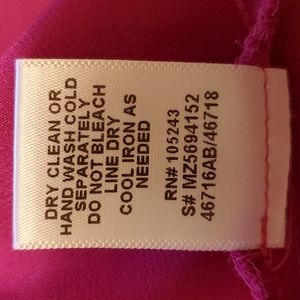 DRY CLEAN OR
HAND WASH COLD
SEPARATELY
DO NOT BLEACH
LINE DRY
COOL IRON AS
NEEDED
RN# 105243
S# MZ5694152
46716AB/46718